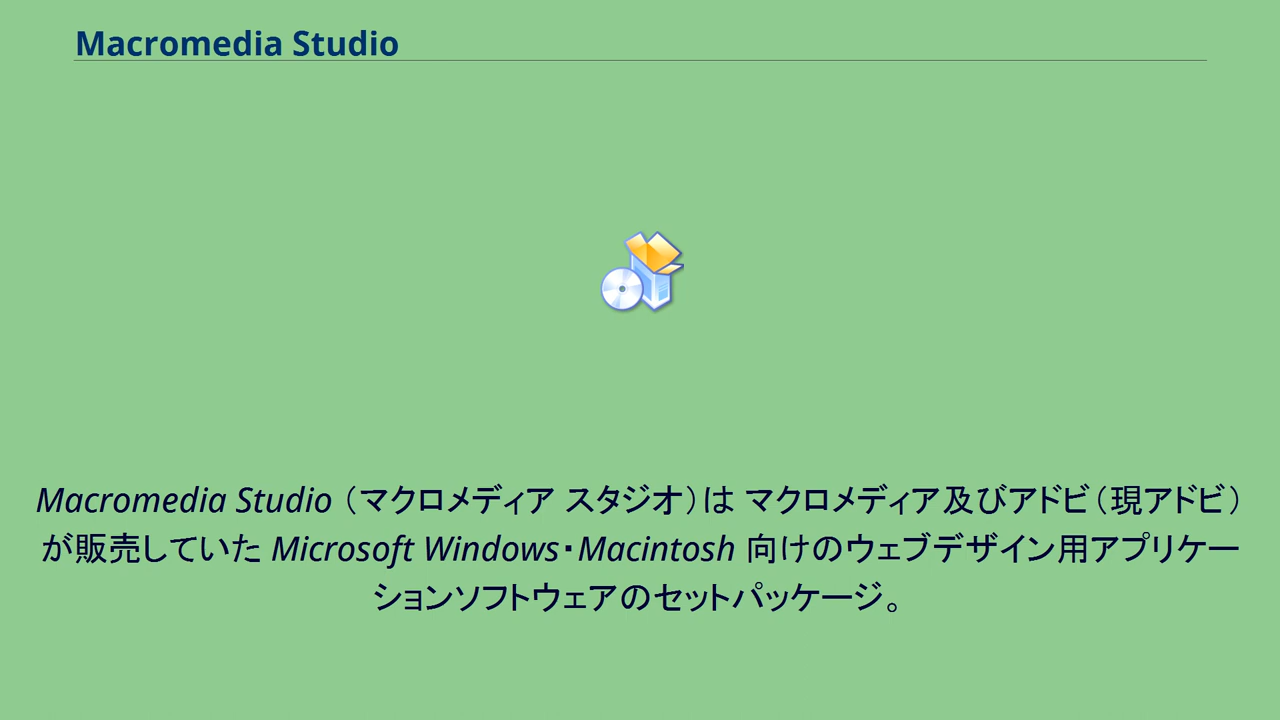 Macromedia Studio
Macromedia Studio（マクロメディア スタジオ）は マクロメディア及びアドビ（現アドビ）
が販売していた Microsoft Windows･Macintosh 向けのウェブデザイン用アプリケー
ションソフトウェアのセットパッケージ。